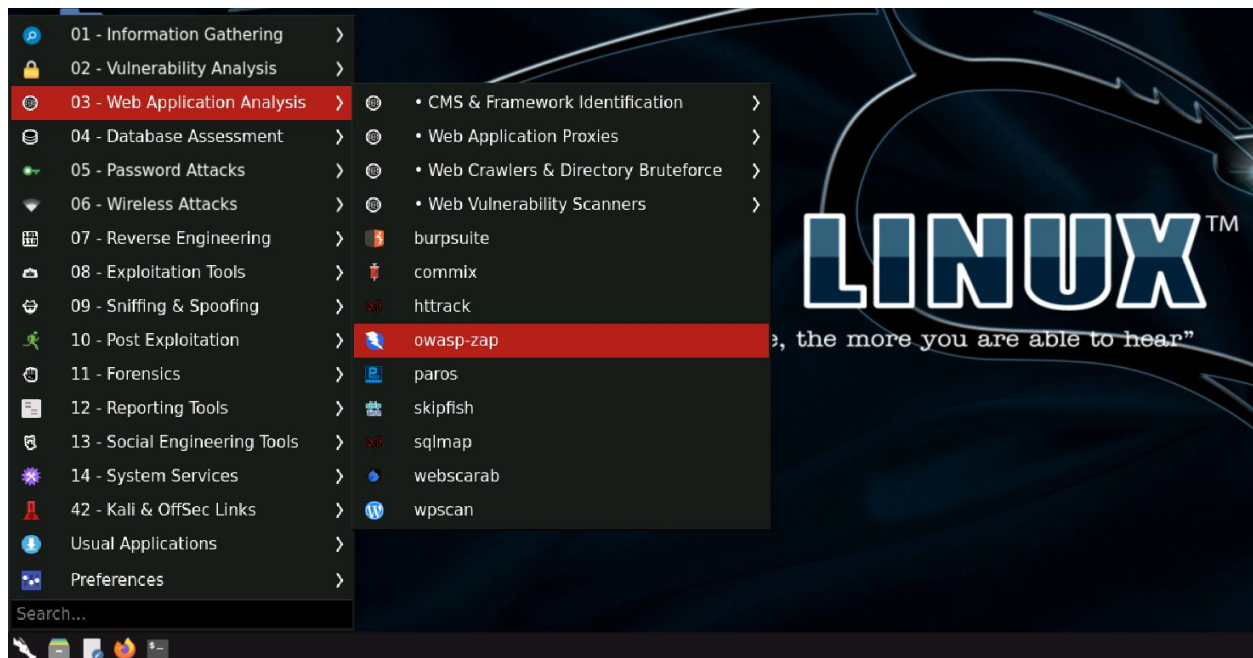 01 - Information Gathering
02 - Vulnerability Analysis
03 - Web Application Analysis
04 - Database Assessment
05 - Password Attacks
06 - Wireless Attacks
07 - Reverse Engineering
08 - Exploitation Tools
09 - Sniffing & Spoofing
10 - Post Exploitation
11 - Forensics
12 - Reporting Tools
13 - Social Engineering Tools
14 - System Services
42 - Kali & OffSec Links
Usual Applications
Preferences
Search...
• CMS & Framework Identification
• Web Application Proxies
• Web Crawlers & Directory Bruteforce
• Web Vulnerability Scanners
burpsuite
commix
httrack
owasp-zap
paros
skipfish
sqlmap
webscarab
wpscan
LINUX™
, the more you are able to hear”